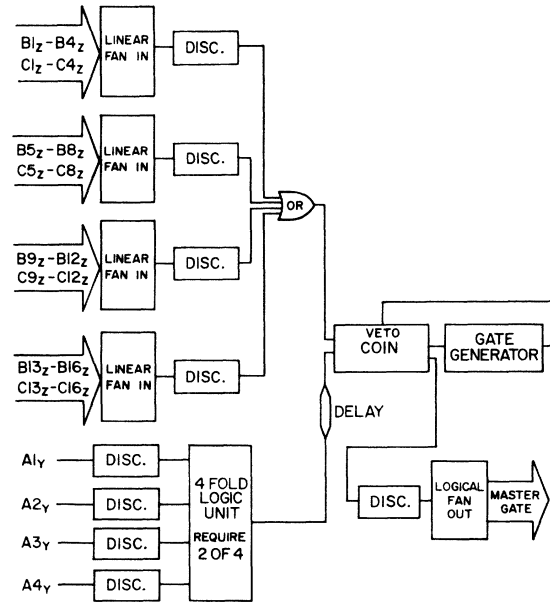 B1z-B4z
C1z-C4z
LINEAR
FAN IN
DISC.
B5z-B8z
C5z-C8z
LINEAR
FAN IN
DISC.
OR
B9z-B12z
C9z-C12z
LINEAR
FAN IN
DISC.
B13z-B16z
C13z-C16z
LINEAR
FAN IN
DISC.
VETO
COIN
GATE
GENERATOR
DELAY
A1Y
DISC.
A2Y
DISC.
A3Y
DISC.
A4Y
DISC.
4 FOLD
LOGIC
UNIT
REQUIRE
2 OF 4
DISC.
LOGICAL
FAN
OUT
MASTER
GATE